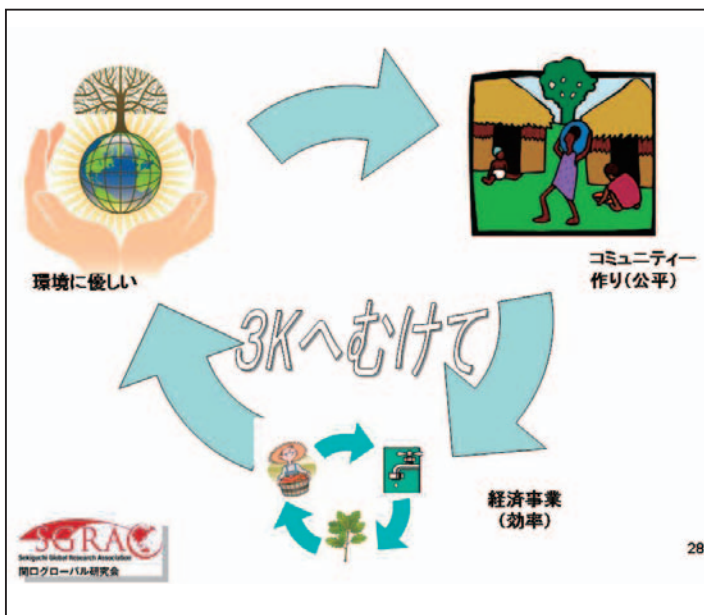 環境に優しい
コミュニティー
作り(公平)
3Kへむけて
経済事業
(効率)
SGRA
Sekiguchi Global Research Association
関口グローバル研究会
28